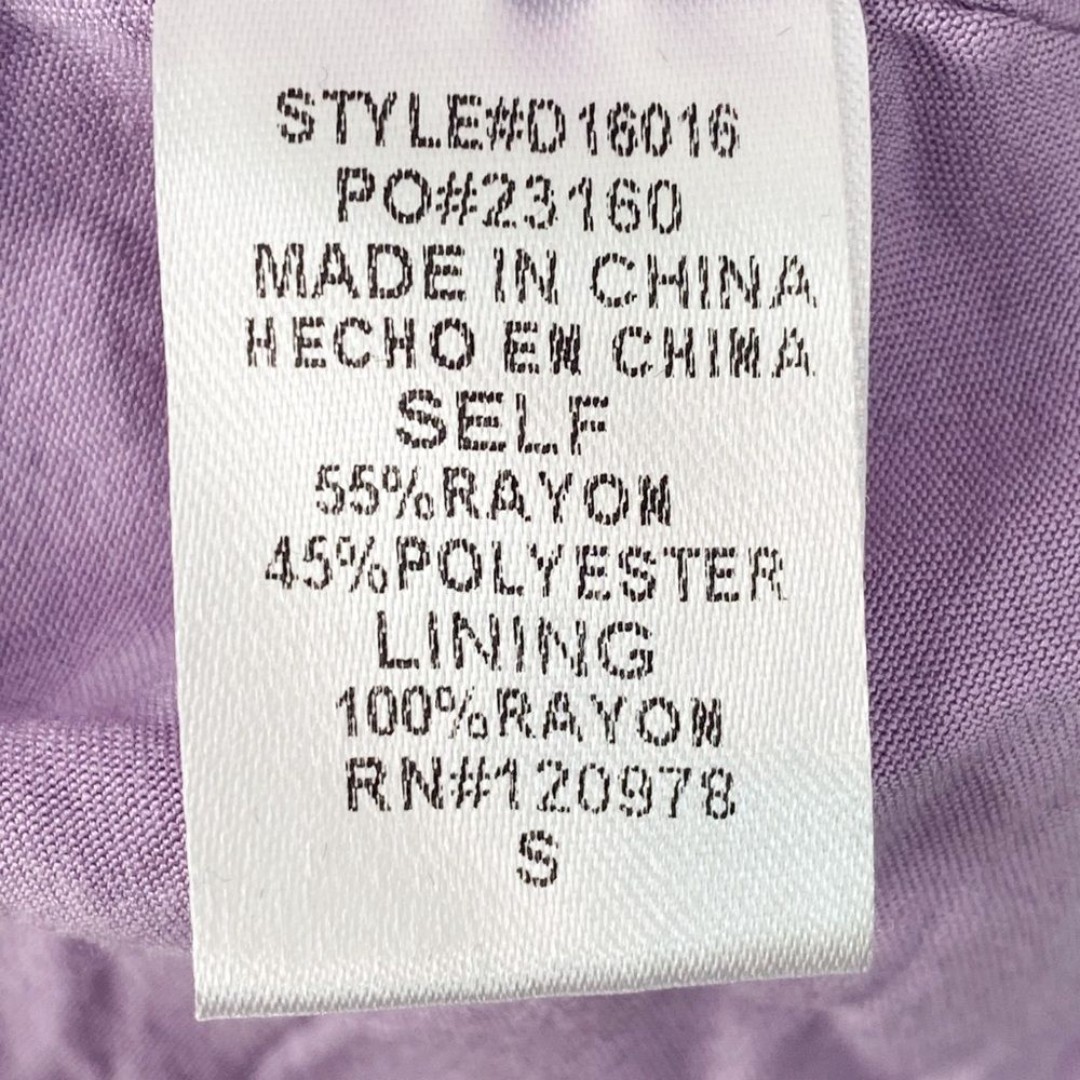 STYLE#D16016
PO#23160
MADE IN CHINA
HECHO EN CHINA
SELF
55%RAYON
45%POLYESTER
LINING
100%RAYON
RN#120978
S